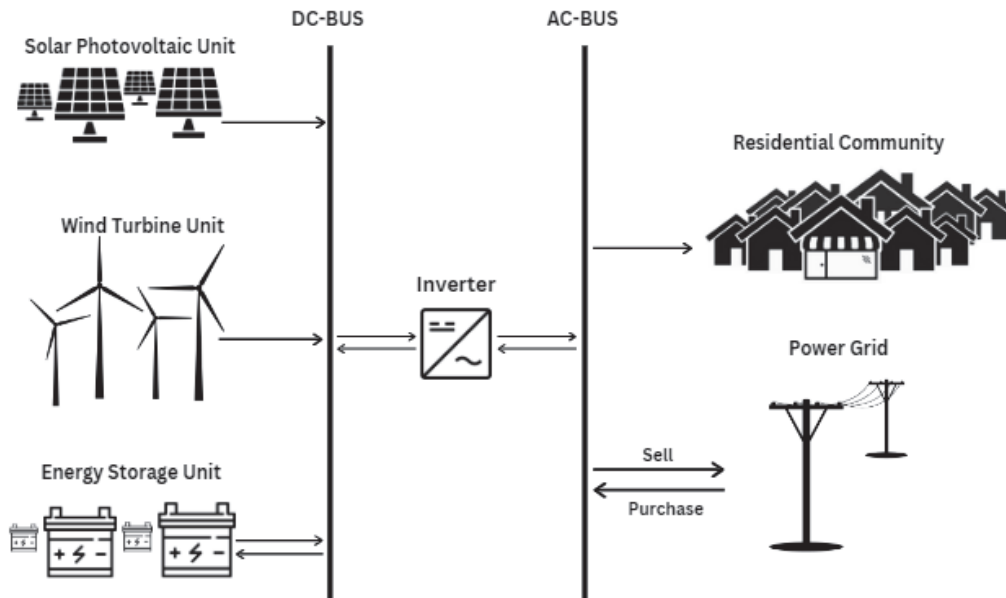 DC-BUS
AC-BUS
Solar Photovoltaic Unit
Residential Community
Wind Turbine Unit
Inverter
Power Grid
Sell
Purchase
Energy Storage Unit